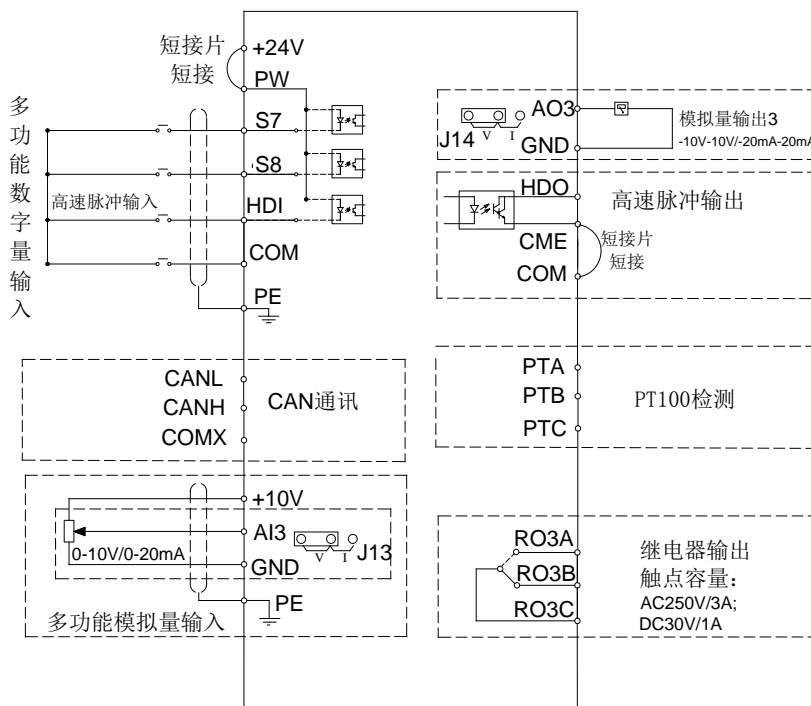 短接片
短接
+24V
PW
多功能数字量输入
S7
S8
高速脉冲输入
HDI
COM
PE
CANL
CANH
COMX
CAN通讯
+10V
AI3
0-10V/0-20mA
V
I
J13
GND
PE
多功能模拟量输入
AO3
J14
V
I
GND
模拟量输出3
-10V-10V/-20mA-20mA
HDO
高速脉冲输出
CME
COM
短接片
短接
PTA
PTB
PTC
PT100检测
RO3A
RO3B
RO3C
继电器输出
触点容量：
AC250V/3A;
DC30V/1A